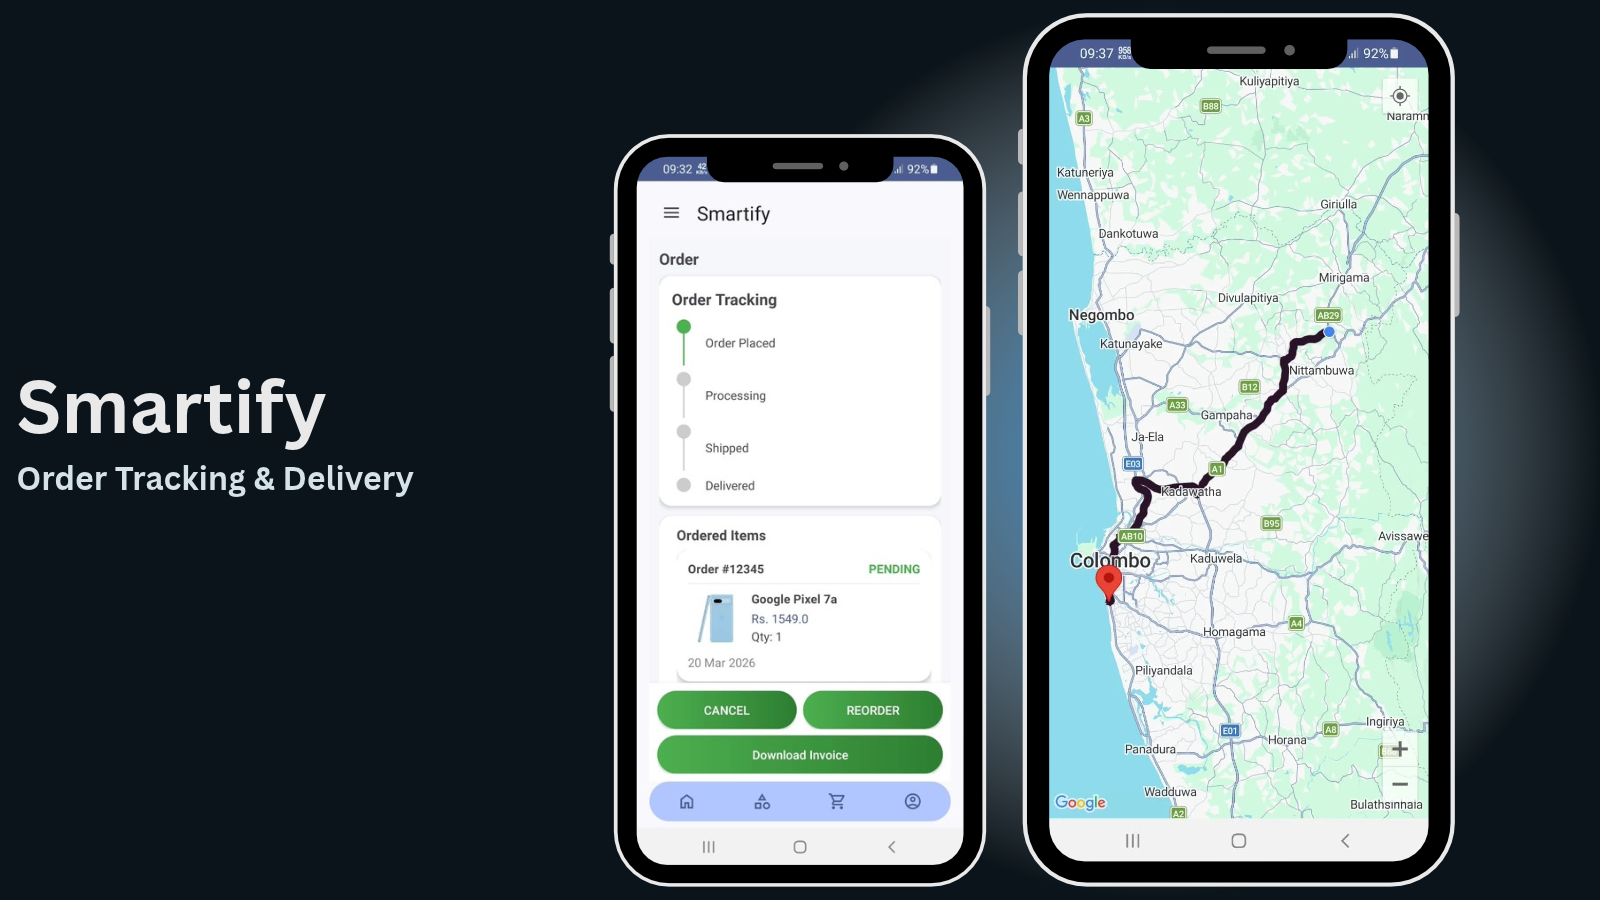 Smartify
Order Tracking & Delivery
09:32 42
92%
Smartify
Order
Order Tracking
Order Placed
Processing
Shipped
Delivered
Ordered Items
Order #12345 PENDING
Google Pixel 7a
Rs. 1549.0
Qty: 1
20 Mar 2026
CANCEL REORDER
Download Invoice
09:37 958 KB/s
92%
Kuliyapitiya
B88
A3
Naramm
Katuneriya
Wennappuwa
Giriulla
Dankotuwa
Mirigama
Divulapitiya
Negombo
AB29
Katunayake
Nittambuwa
B12
A33
Gampaha
Ja-Ela
E03
A1
Kadawatha
B95
AB10
Avissawe
Colombo
Kaduwela
A4
Homagama
Piliyandala
Ingiriya
E01
A8
Horana
Panadura
Wadduwa
Google
Bulathsinhala
A2